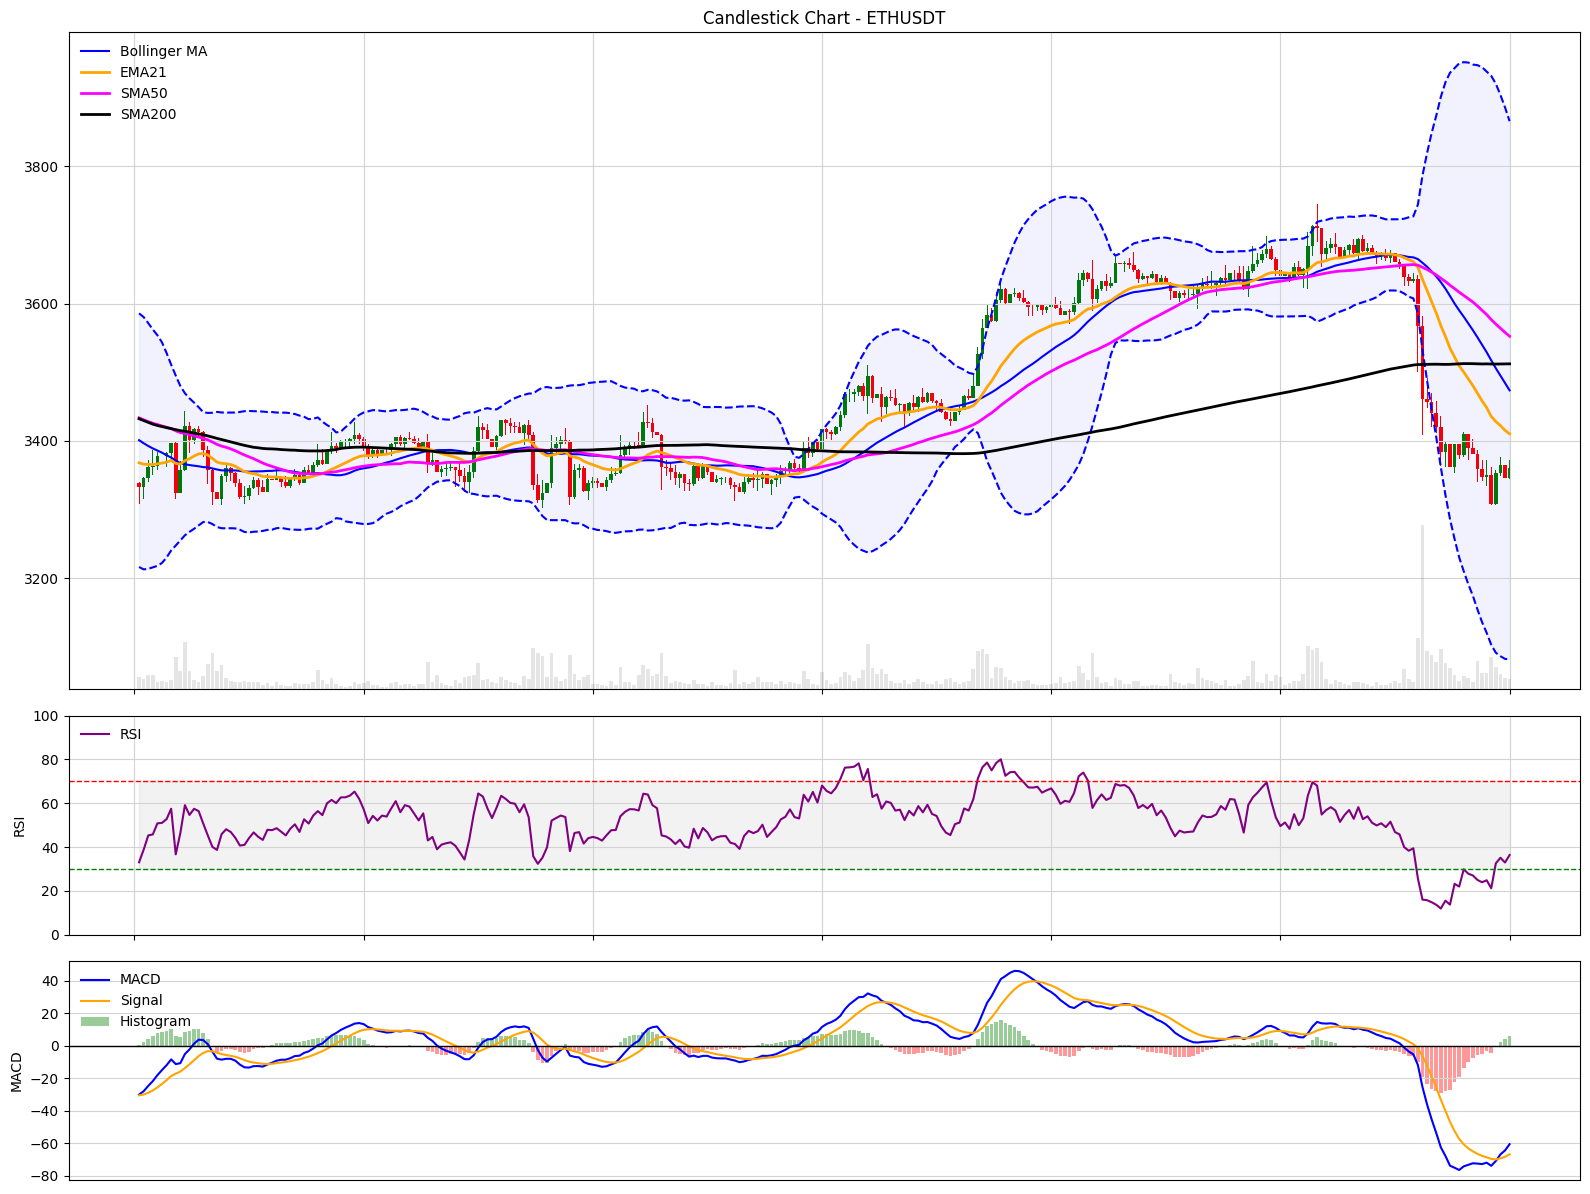 Candlestick Chart - ETHUSDT
Bollinger MA
EMA21
SMA50
SMA200
3800
3600
3400
3200
RSI
100
80
60
40
20
0
RSI
MACD
Signal
Histogram
40
20
0
−20
−40
−60
−80
MACD